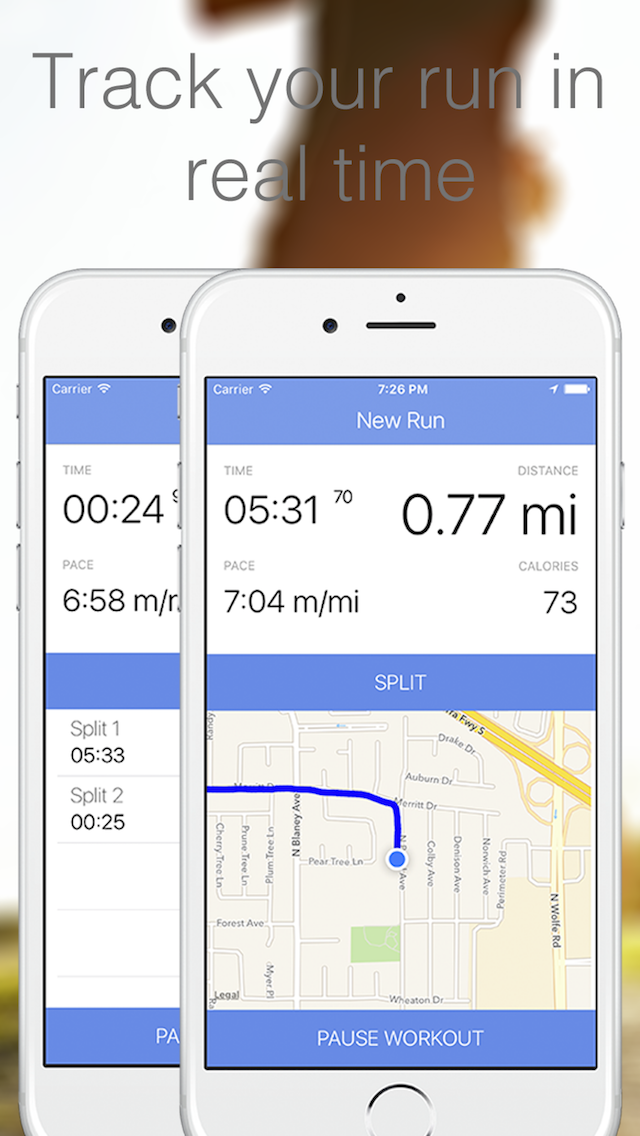 Track your run in
real time
Carrier
TIME
00:24
PACE
6:58
Split 1
05:33
Split 2
00:25
Carrier
7:26 PM
New Run
TIME
DISTANCE
05:31 70
0.77 mi
PACE
CALORIES
7:04 m/mi
73
SPLIT
Fwy S
Drake Dr
Auburn Dr
Merritt Dr
N Blaney Ave
Cherry Tree Ln
Prune Tree Ln
Plum Tree Ln
Pear Tree Ln
Colby Ave
Denison Ave
Norwich Ave
Perimeter Rd
N Wolfe Rd
Forest Ave
Myer Pl
Legal
Wheaton Dr
PAUSE WORKOUT